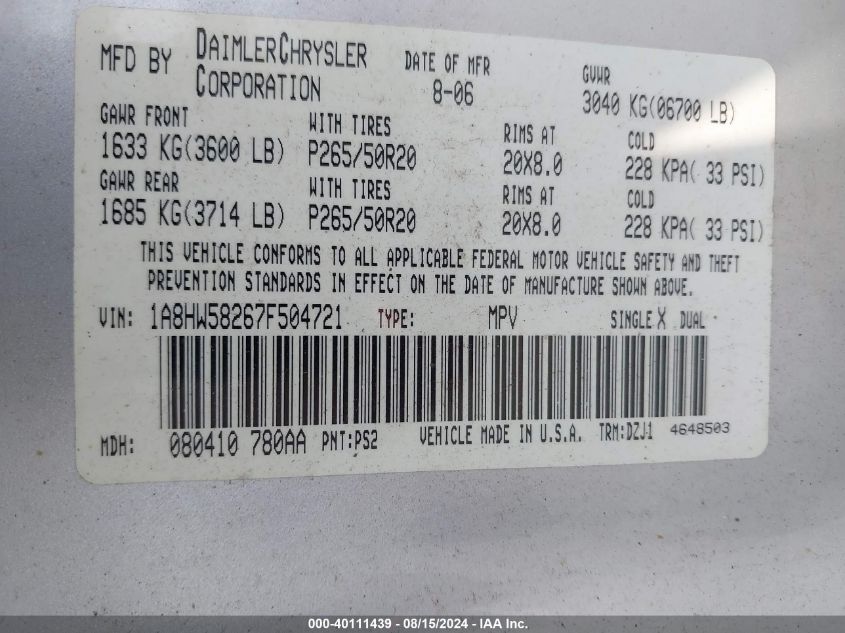 MFD BY DAIMLERCHRYSLER CORPORATION DATE OF MFR 8-06 GVWR 3040 KG(06700 LB)
GAWR FRONT WITH TIRES RIMS AT COLD
1633 KG(3600 LB) P265/50R20 20X8.0 228 KPA( 33 PSI)
GAWR REAR WITH TIRES RIMS AT COLD
1685 KG(3714 LB) P265/50R20 20X8.0 228 KPA( 33 PSI)
THIS VEHICLE CONFORMS TO ALL APPLICABLE FEDERAL MOTOR VEHICLE SAFETY AND THEFT
PREVENTION STANDARDS IN EFFECT ON THE DATE OF MANUFACTURE SHOWN ABOVE.
VIN: 1A8HW58267F504721 TYPE: MPV SINGLE X DUAL
MDH: 080410 780AA PNT:PS2 VEHICLE MADE IN U.S.A. TRM:DZJ1 4648503
000-40111439 - 08/15/2024 - IAA Inc.